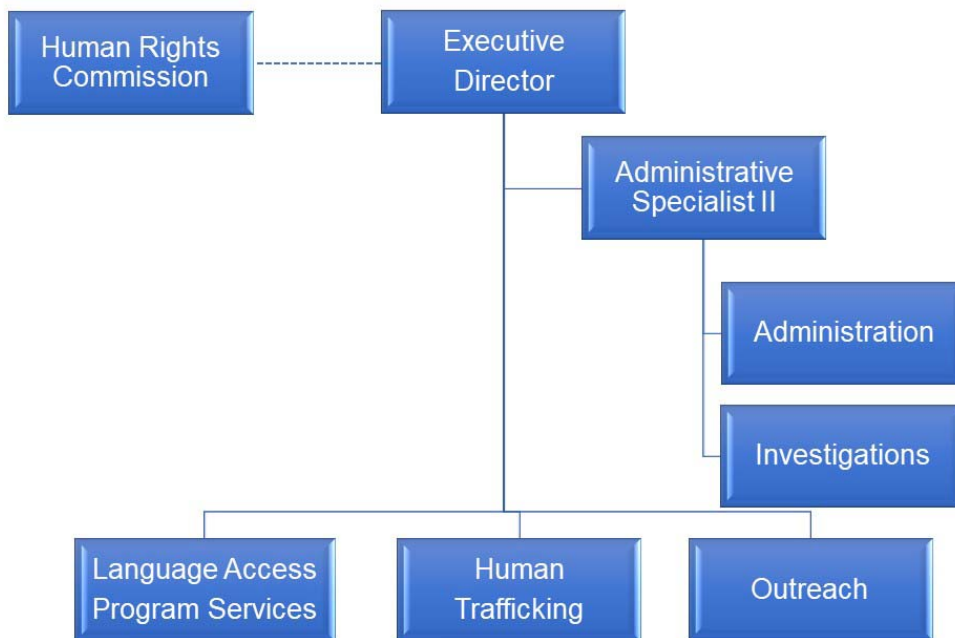 Human Rights
Commission
Executive
Director
Administrative
Specialist II
Administration
Investigations
Language Access
Program Services
Human
Trafficking
Outreach